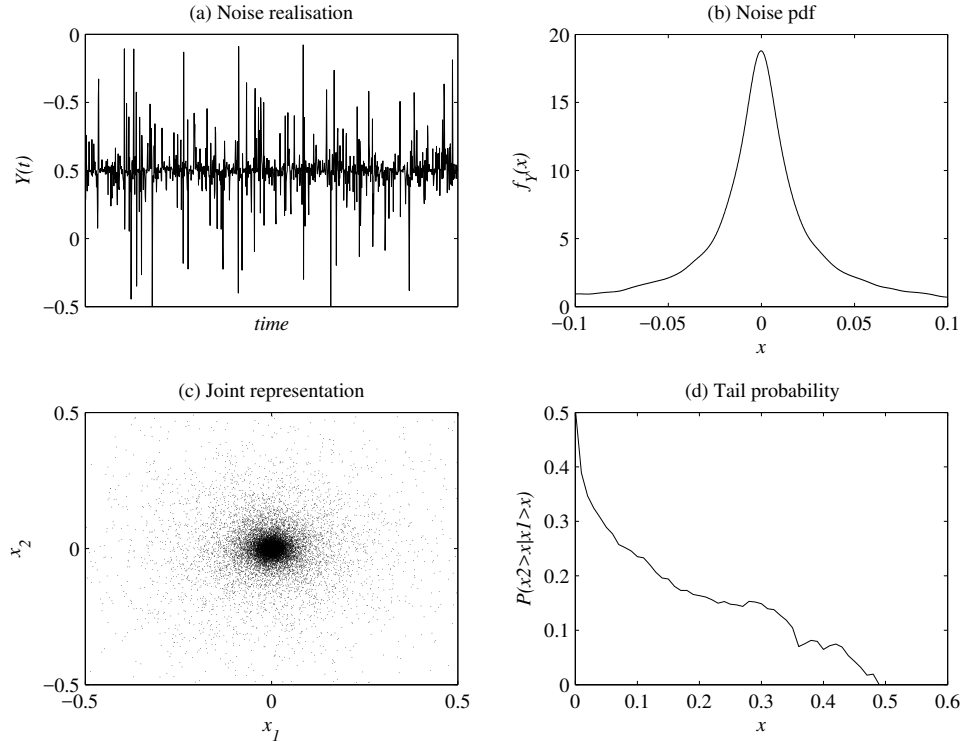 (a) Noise realisation
0
−0.5
0.5
0
−0.5
Y(t)
time
(b) Noise pdf
20
15
10
5
0
f_Y(x)
−0.1
−0.05
0
0.05
0.1
x
(c) Joint representation
0.5
0
−0.5
x_2
−0.5
0
0.5
x_1
(d) Tail probability
0.5
0.4
0.3
0.2
0.1
0
P(x2>x|x1>x)
0
0.1
0.2
0.3
0.4
0.5
0.6
x